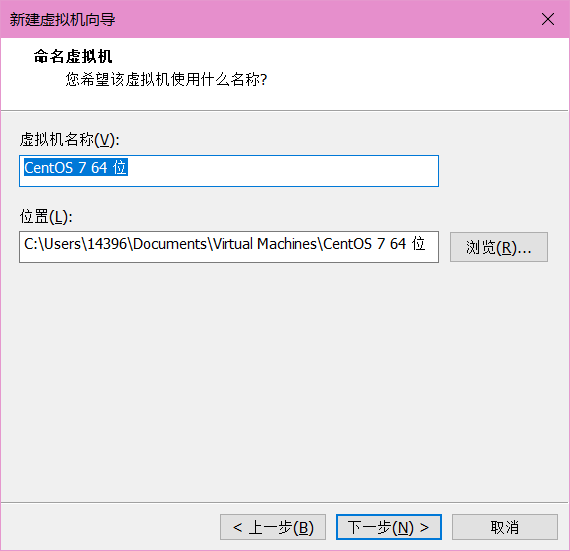 新建虚拟机向导
命名虚拟机
您希望该虚拟机使用什么名称?
虚拟机名称(V):
CentOS 7 64 位
位置(L):
C:\Users\14396\Documents\Virtual Machines\CentOS 7 64 位
浏览(R)...
< 上一步(B)
下一步(N) >
取消